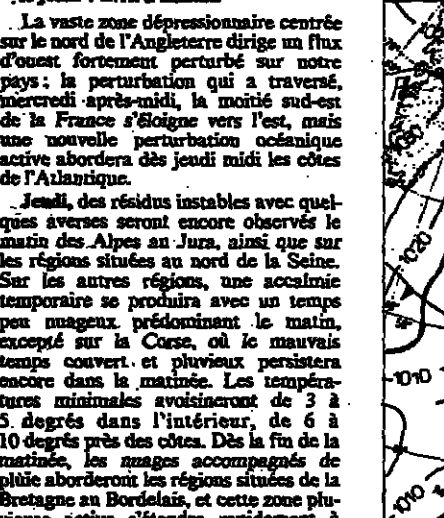 La vaste zone dépressionnaire centrée
sur le nord de l'Angleterre dirige un flux
d'ouest fortement perturbé sur notre
pays ; la perturbation qui a traversé,
mercredi après-midi, la moitié sud-est
de la France s'éloigne vers l'est, mais
une nouvelle perturbation océanique
active abordera dès jeudi midi les côtes
de l'Atlantique.
Jeudi, des résidus instables avec quel-
ques averses seront encore observés le
matin des Alpes au Jura, ainsi que sur
les régions situées au nord de la Seine.
Sur les autres régions, une accalmie
temporaire se produira avec un temps
peu nuageux prédominant le matin,
excepté sur la Corse, où le mauvais
temps couvert et pluvieux persistera
encore dans la matinée. Les tempéra-
tures minimales avoisineront de 3 à
5 degrés dans l'intérieur, de 6 à
10 degrés près des côtes. Dès la fin de la
matinée, les nuages accompagnés de
pluie aborderont les régions situées de la
Bretagne au Bordelais, et cette zone plu-
1020
1010
1010